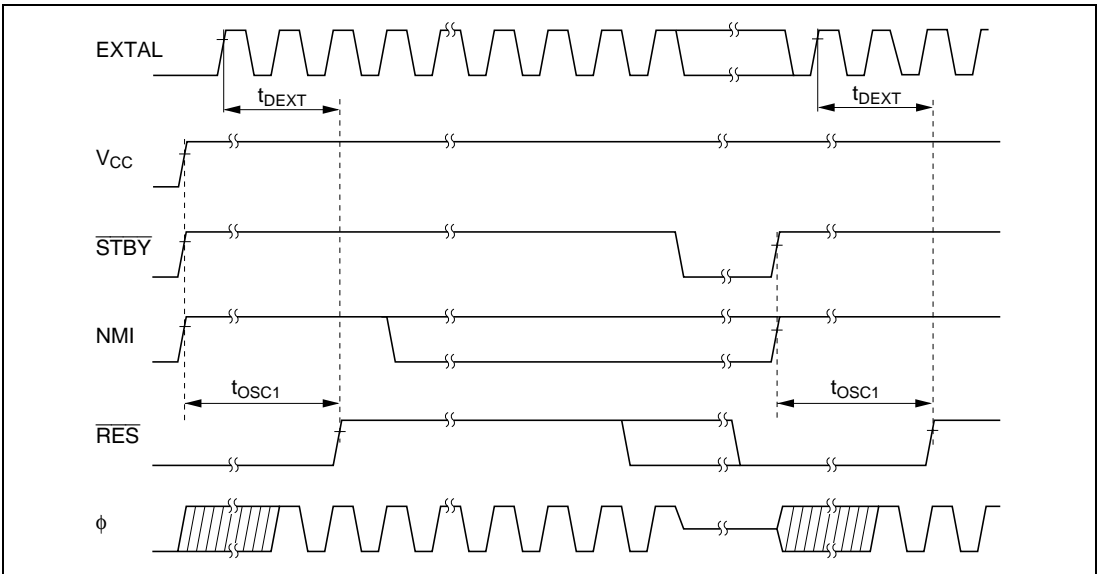 EXTAL
tDEXT tDEXT
VCC
STBY
NMI
tOSC1 tOSC1
RES
ϕ